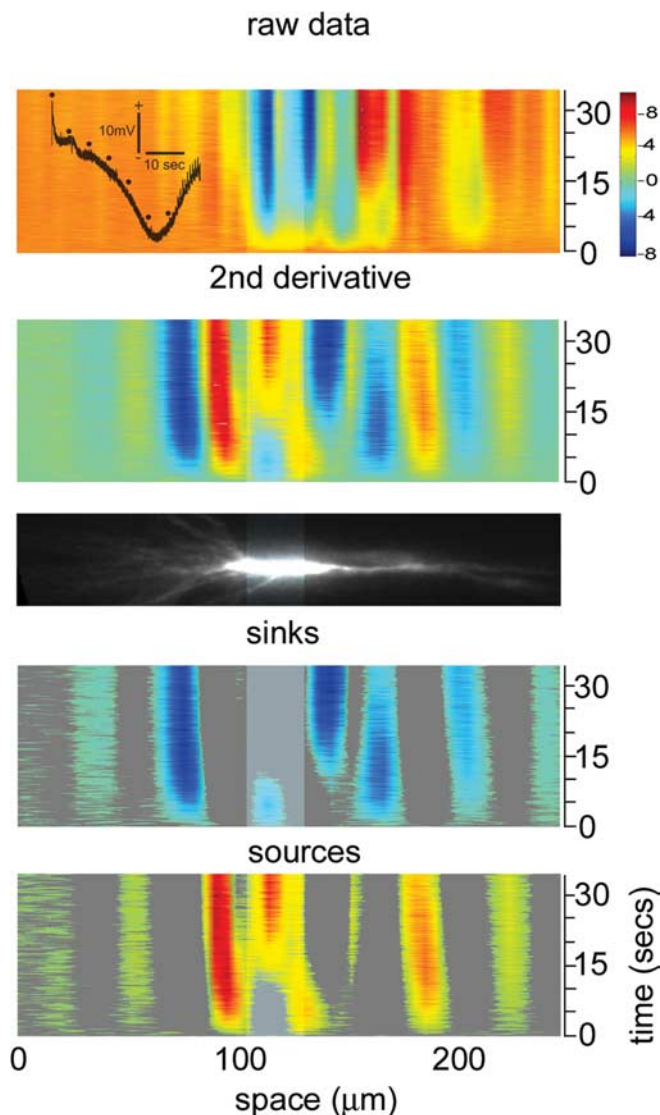 raw data
+
10mV
-
10 sec
30
15
0
-8
-4
-0
-4
-8
2nd derivative
30
15
0
sinks
30
15
0
sources
30
15
0
time (secs)
0
100
200
space (μm)